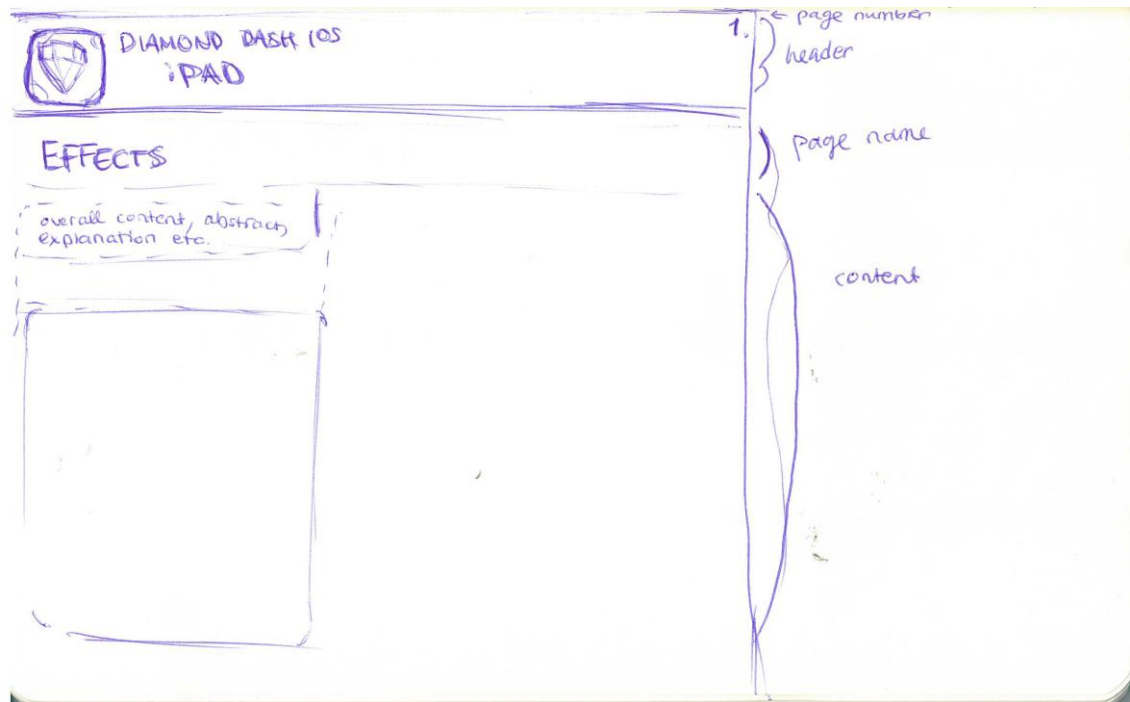 DIAMOND DASH iOS
iPAD
1.
← page number
header
EFFECTS
page name
overall content, abstract,
explanation etc.
content